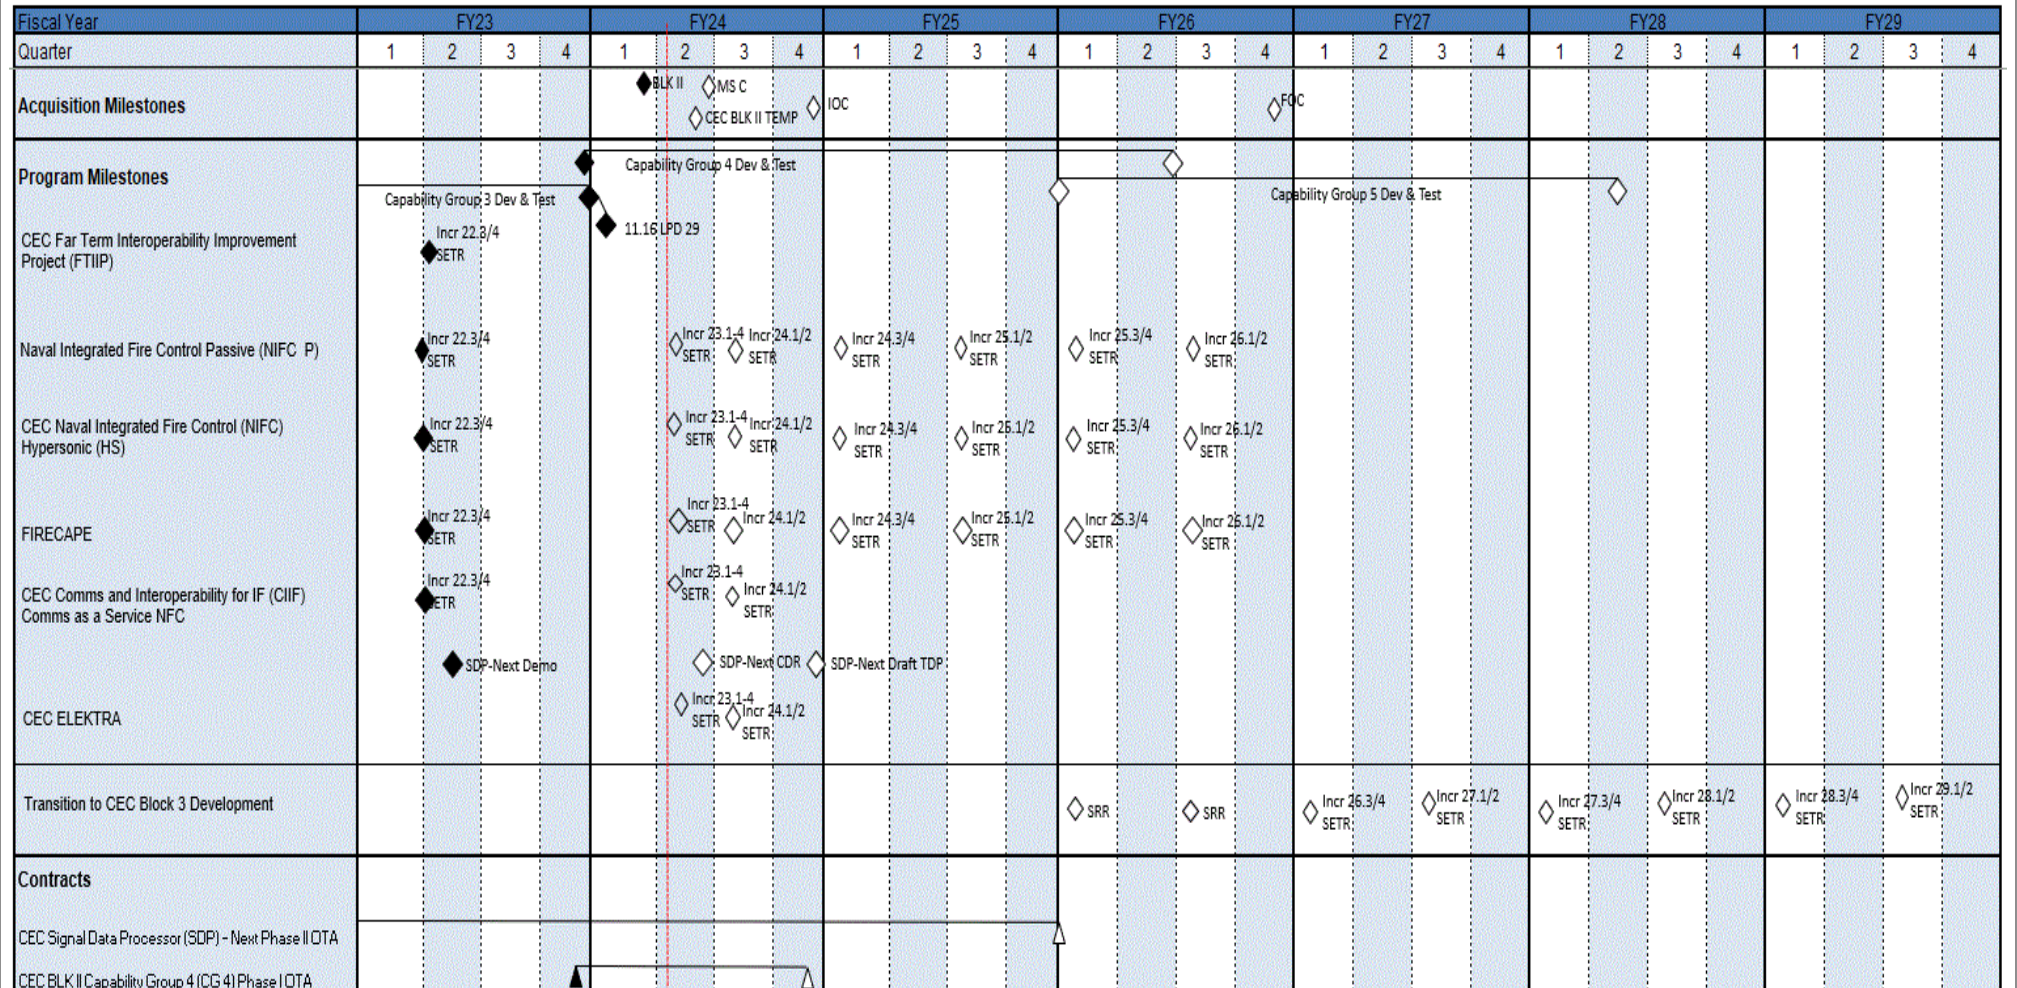 Fiscal Year FY23 FY24 FY25 FY26 FY27 FY28 FY29
Quarter 1 2 3 4 1 2 3 4 1 2 3 4 1 2 3 4 1 2 3 4 1 2 3 4 1 2 3 4
Acquisition Milestones
BLK II
MS C
CEC BLK II TEMP
IOC
FOC
Program Milestones
Capability Group 4 Dev & Test
Capability Group 3 Dev & Test
Capability Group 5 Dev & Test
11.16 LPD 29
CEC Far Term Interoperability Improvement
Project (FTIIP)
Incr 22.3/4
SETR
Naval Integrated Fire Control Passive (NIFC P)
Incr 22.3/4
SETR
Incr 23.1-4
SETR
Incr 24.1/2
SETR
Incr 24.3/4
SETR
Incr 25.1/2
SETR
Incr 25.3/4
SETR
Incr 26.1/2
SETR
CEC Naval Integrated Fire Control (NIFC)
Hypersonic (HS)
Incr 22.3/4
SETR
Incr 23.1-4
SETR
Incr 24.1/2
SETR
Incr 24.3/4
SETR
Incr 25.1/2
SETR
Incr 25.3/4
SETR
Incr 26.1/2
SETR
FIRECAPE
Incr 22.3/4
SETR
Incr 23.1-4
SETR
Incr 24.1/2
Incr 24.3/4
SETR
Incr 25.1/2
SETR
Incr 25.3/4
SETR
Incr 26.1/2
SETR
CEC Comms and Interoperability for IF (CIIF)
Comms as a Service NFC
Incr 22.3/4
SETR
Incr 23.1-4
SETR
Incr 24.1/2
SETR
SDP-Next Demo
SDP-Next CDR
SDP-Next Draft TDP
CEC ELEKTRA
Incr 23.1-4
SETR
Incr 24.1/2
SETR
Transition to CEC Block 3 Development
SRR
SRR
Incr 26.3/4
SETR
Incr 27.1/2
SETR
Incr 27.3/4
SETR
Incr 28.1/2
SETR
Incr 28.3/4
SETR
Incr 29.1/2
SETR
Contracts
CEC Signal Data Processor (SDP) - Next Phase II OTA
CEC BLK II Capability Group 4 (CG 4) Phase I OTA